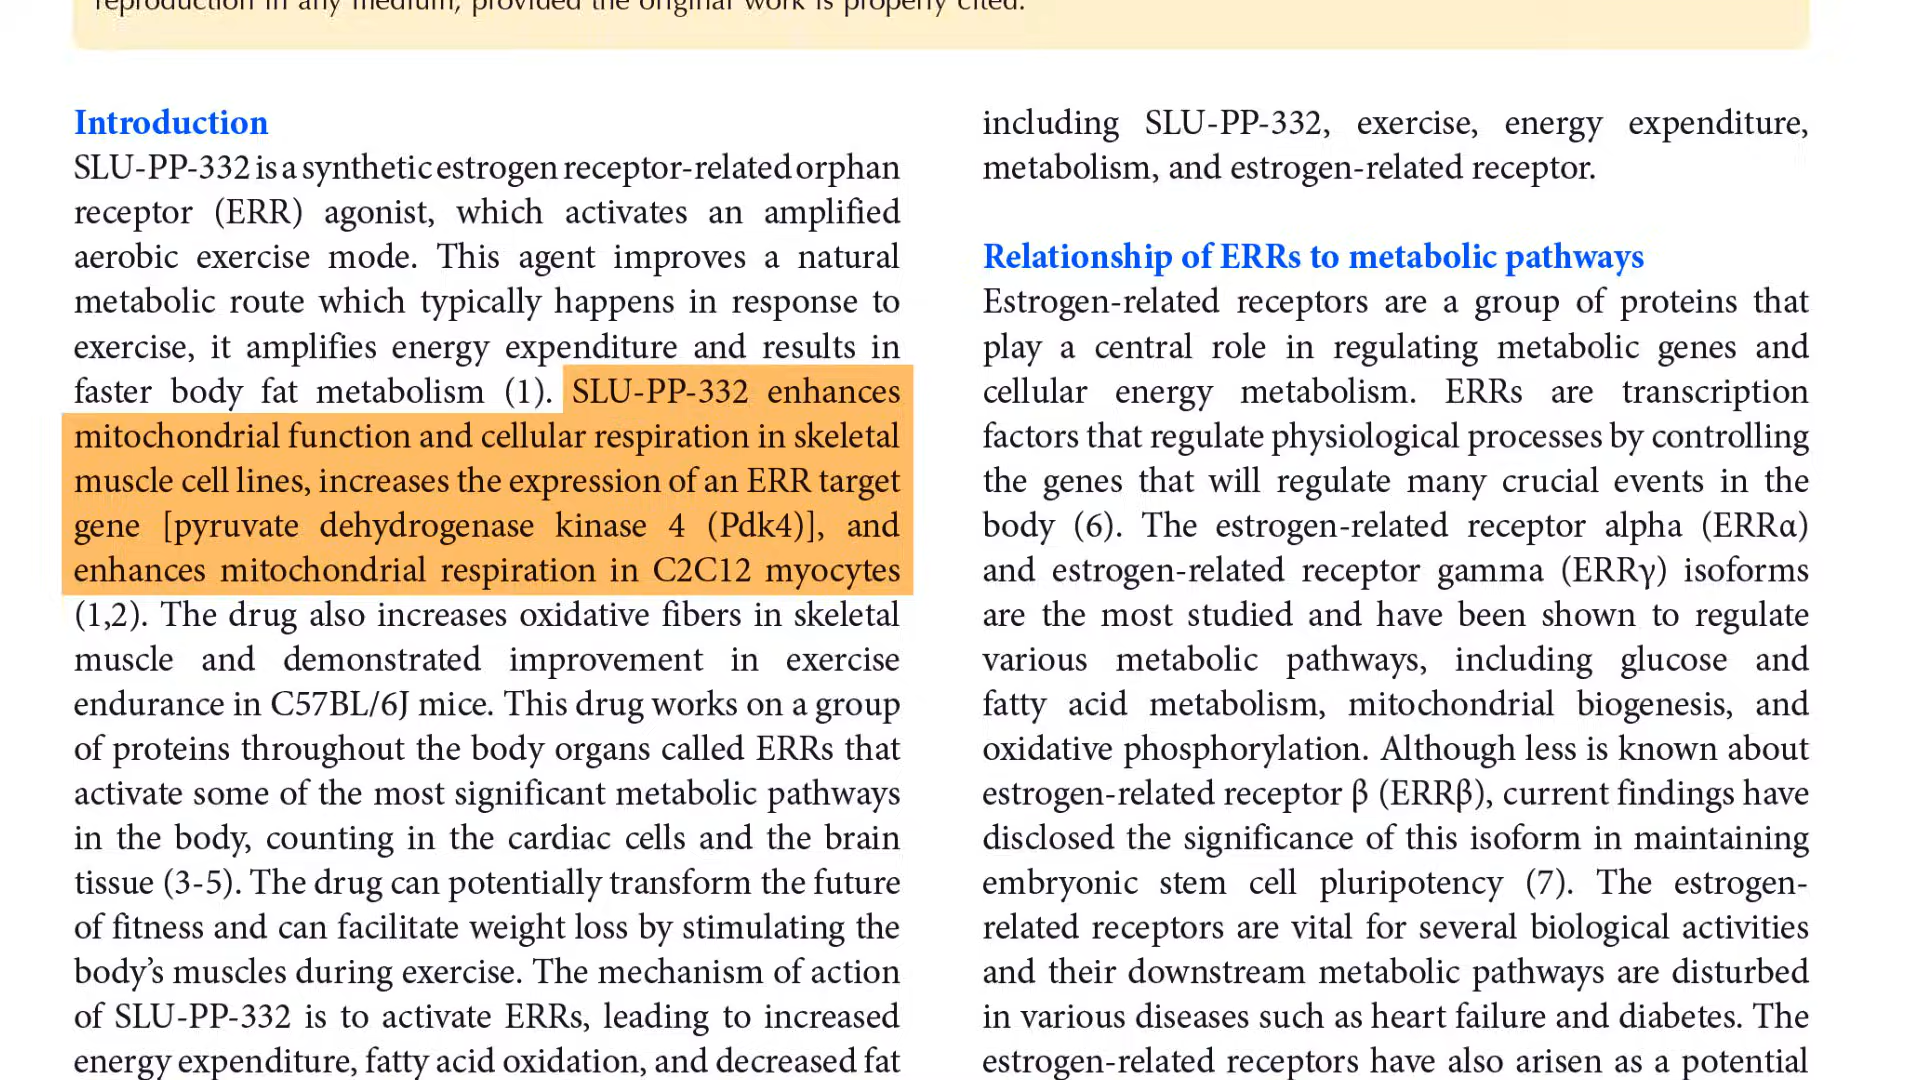 reproduction in any medium, provided the original work is properly cited.
Introduction
SLU-PP-332 is a synthetic estrogen receptor-related orphan
receptor (ERR) agonist, which activates an amplified
aerobic exercise mode. This agent improves a natural
metabolic route which typically happens in response to
exercise, it amplifies energy expenditure and results in
faster body fat metabolism (1). SLU-PP-332 enhances
mitochondrial function and cellular respiration in skeletal
muscle cell lines, increases the expression of an ERR target
gene [pyruvate dehydrogenase kinase 4 (Pdk4)], and
enhances mitochondrial respiration in C2C12 myocytes
(1,2). The drug also increases oxidative fibers in skeletal
muscle and demonstrated improvement in exercise
endurance in C57BL/6J mice. This drug works on a group
of proteins throughout the body organs called ERRs that
activate some of the most significant metabolic pathways
in the body, counting in the cardiac cells and the brain
tissue (3-5). The drug can potentially transform the future
of fitness and can facilitate weight loss by stimulating the
body’s muscles during exercise. The mechanism of action
of SLU-PP-332 is to activate ERRs, leading to increased
energy expenditure, fatty acid oxidation, and decreased fat
including SLU-PP-332, exercise, energy expenditure,
metabolism, and estrogen-related receptor.
Relationship of ERRs to metabolic pathways
Estrogen-related receptors are a group of proteins that
play a central role in regulating metabolic genes and
cellular energy metabolism. ERRs are transcription
factors that regulate physiological processes by controlling
the genes that will regulate many crucial events in the
body (6). The estrogen-related receptor alpha (ERRα)
and estrogen-related receptor gamma (ERRγ) isoforms
are the most studied and have been shown to regulate
various metabolic pathways, including glucose and
fatty acid metabolism, mitochondrial biogenesis, and
oxidative phosphorylation. Although less is known about
estrogen-related receptor β (ERRβ), current findings have
disclosed the significance of this isoform in maintaining
embryonic stem cell pluripotency (7). The estrogen-
related receptors are vital for several biological activities
and their downstream metabolic pathways are disturbed
in various diseases such as heart failure and diabetes. The
estrogen-related receptors have also arisen as a potential